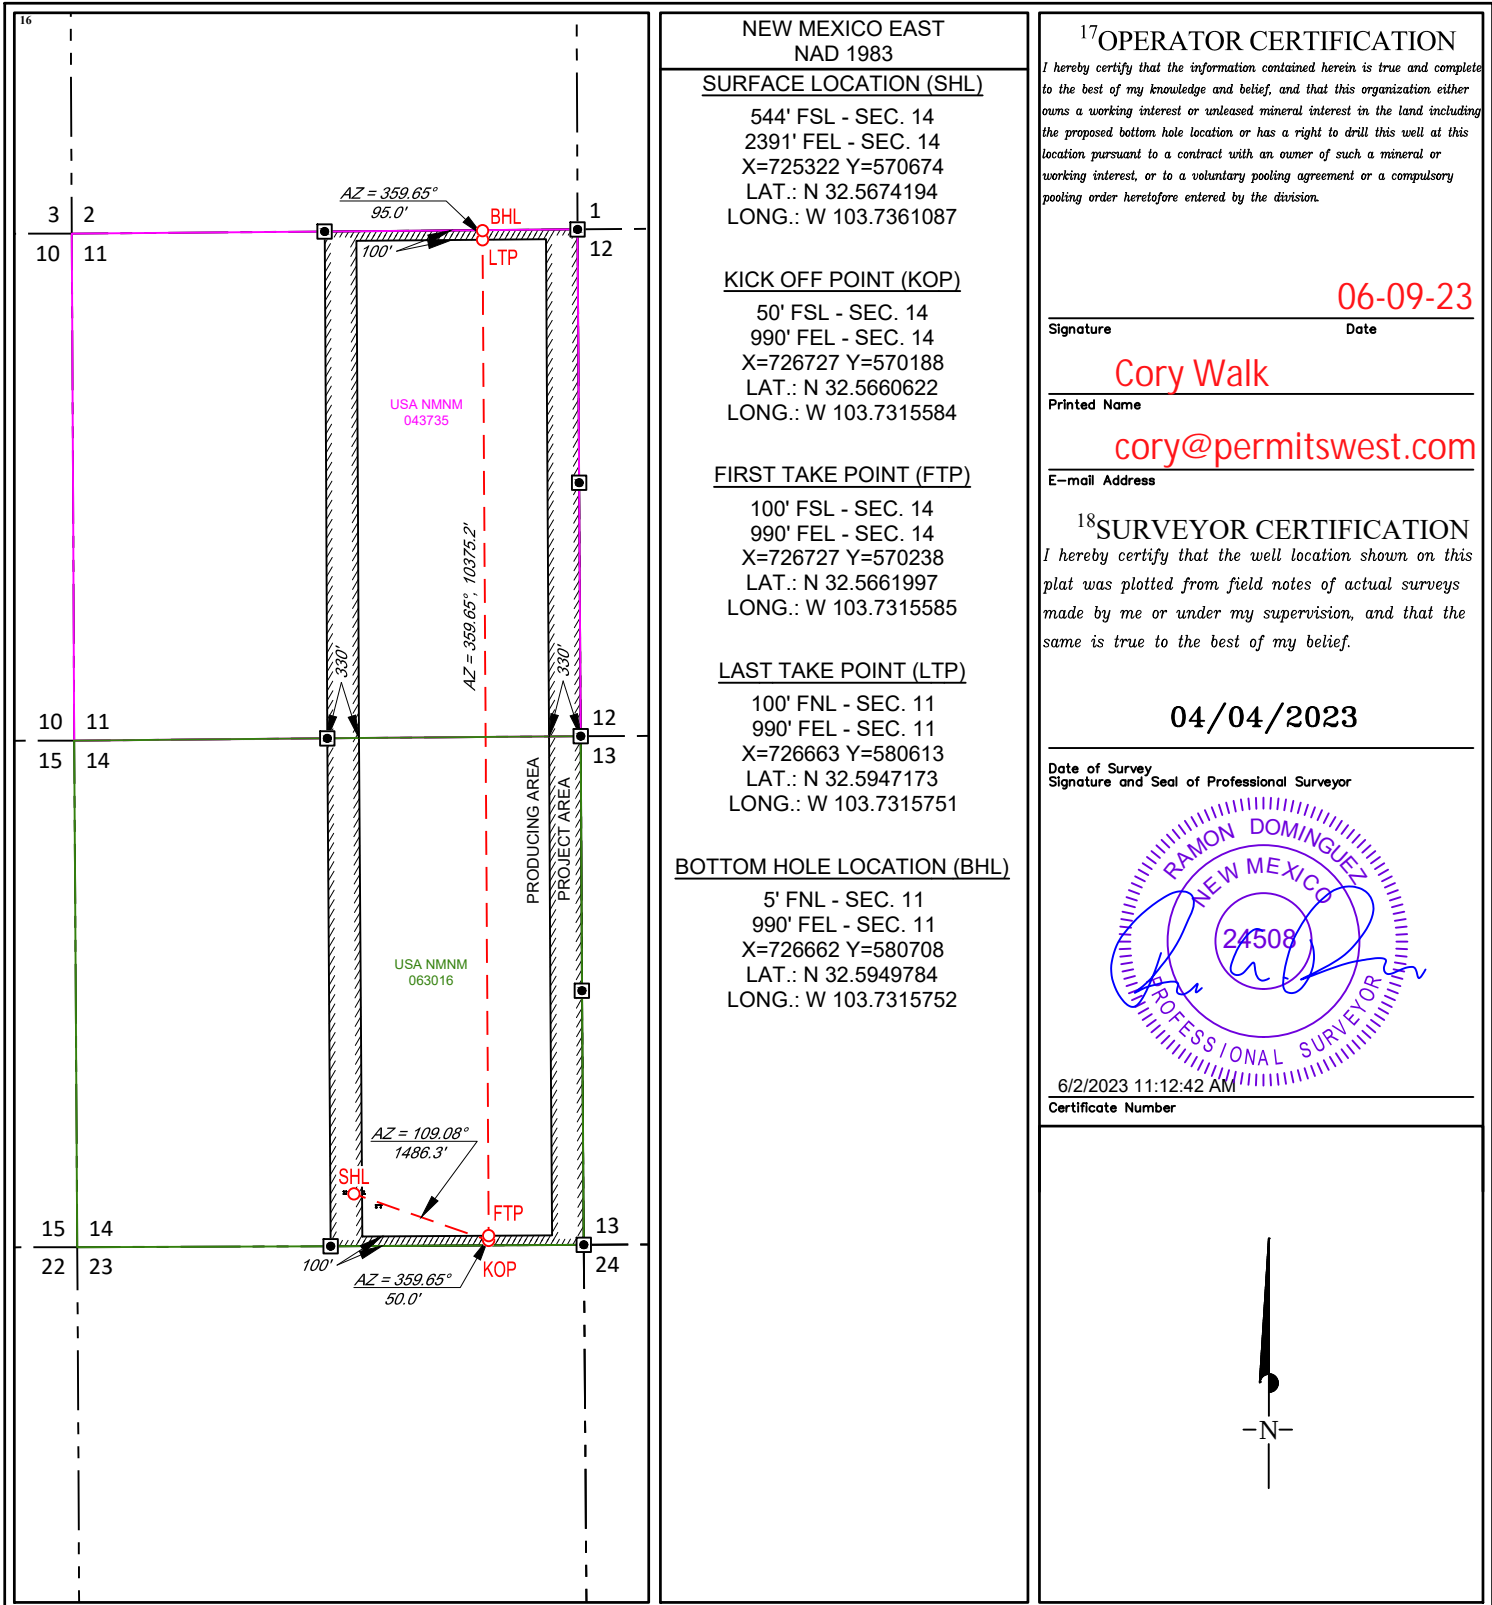 16
AZ = 359.65°
95.0'
BHL
3 2
1
10 11
12
100'
LTP
USA NMNM
043735
AZ = 359.65°, 10375.2'
330'
330'
10 11
12
15 14
13
PRODUCING AREA
PROJECT AREA
USA NMNM
063016
AZ = 109.08°
1486.3'
SHL
FTP
15 14
13
22 23
24
100'
KOP
AZ = 359.65°
50.0'
NEW MEXICO EAST
NAD 1983
SURFACE LOCATION (SHL)
544' FSL - SEC. 14
2391' FEL - SEC. 14
X=725322 Y=570674
LAT.: N 32.5674194
LONG.: W 103.7361087
KICK OFF POINT (KOP)
50' FSL - SEC. 14
990' FEL - SEC. 14
X=726727 Y=570188
LAT.: N 32.5660622
LONG.: W 103.7315584
FIRST TAKE POINT (FTP)
100' FSL - SEC. 14
990' FEL - SEC. 14
X=726727 Y=570238
LAT.: N 32.5661997
LONG.: W 103.7315585
LAST TAKE POINT (LTP)
100' FNL - SEC. 11
990' FEL - SEC. 11
X=726663 Y=580613
LAT.: N 32.5947173
LONG.: W 103.7315751
BOTTOM HOLE LOCATION (BHL)
5' FNL - SEC. 11
990' FEL - SEC. 11
X=726662 Y=580708
LAT.: N 32.5949784
LONG.: W 103.7315752
17OPERATOR CERTIFICATION
I hereby certify that the information contained herein is true and complete
to the best of my knowledge and belief, and that this organization either
owns a working interest or unleased mineral interest in the land including
the proposed bottom hole location or has a right to drill this well at this
location pursuant to a contract with an owner of such a mineral or
working interest, or to a voluntary pooling agreement or a compulsory
pooling order heretofore entered by the division.
06-09-23
Signature Date
Cory Walk
Printed Name
cory@permitswest.com
E-mail Address
18SURVEYOR CERTIFICATION
I hereby certify that the well location shown on this
plat was plotted from field notes of actual surveys
made by me or under my supervision, and that the
same is true to the best of my belief.
04/04/2023
Date of Survey
Signature and Seal of Professional Surveyor
RAMON DOMINGUEZ
NEW MEXICO
24508
PROFESSIONAL SURVEYOR
6/2/2023 11:12:42 AM
Certificate Number
-N-